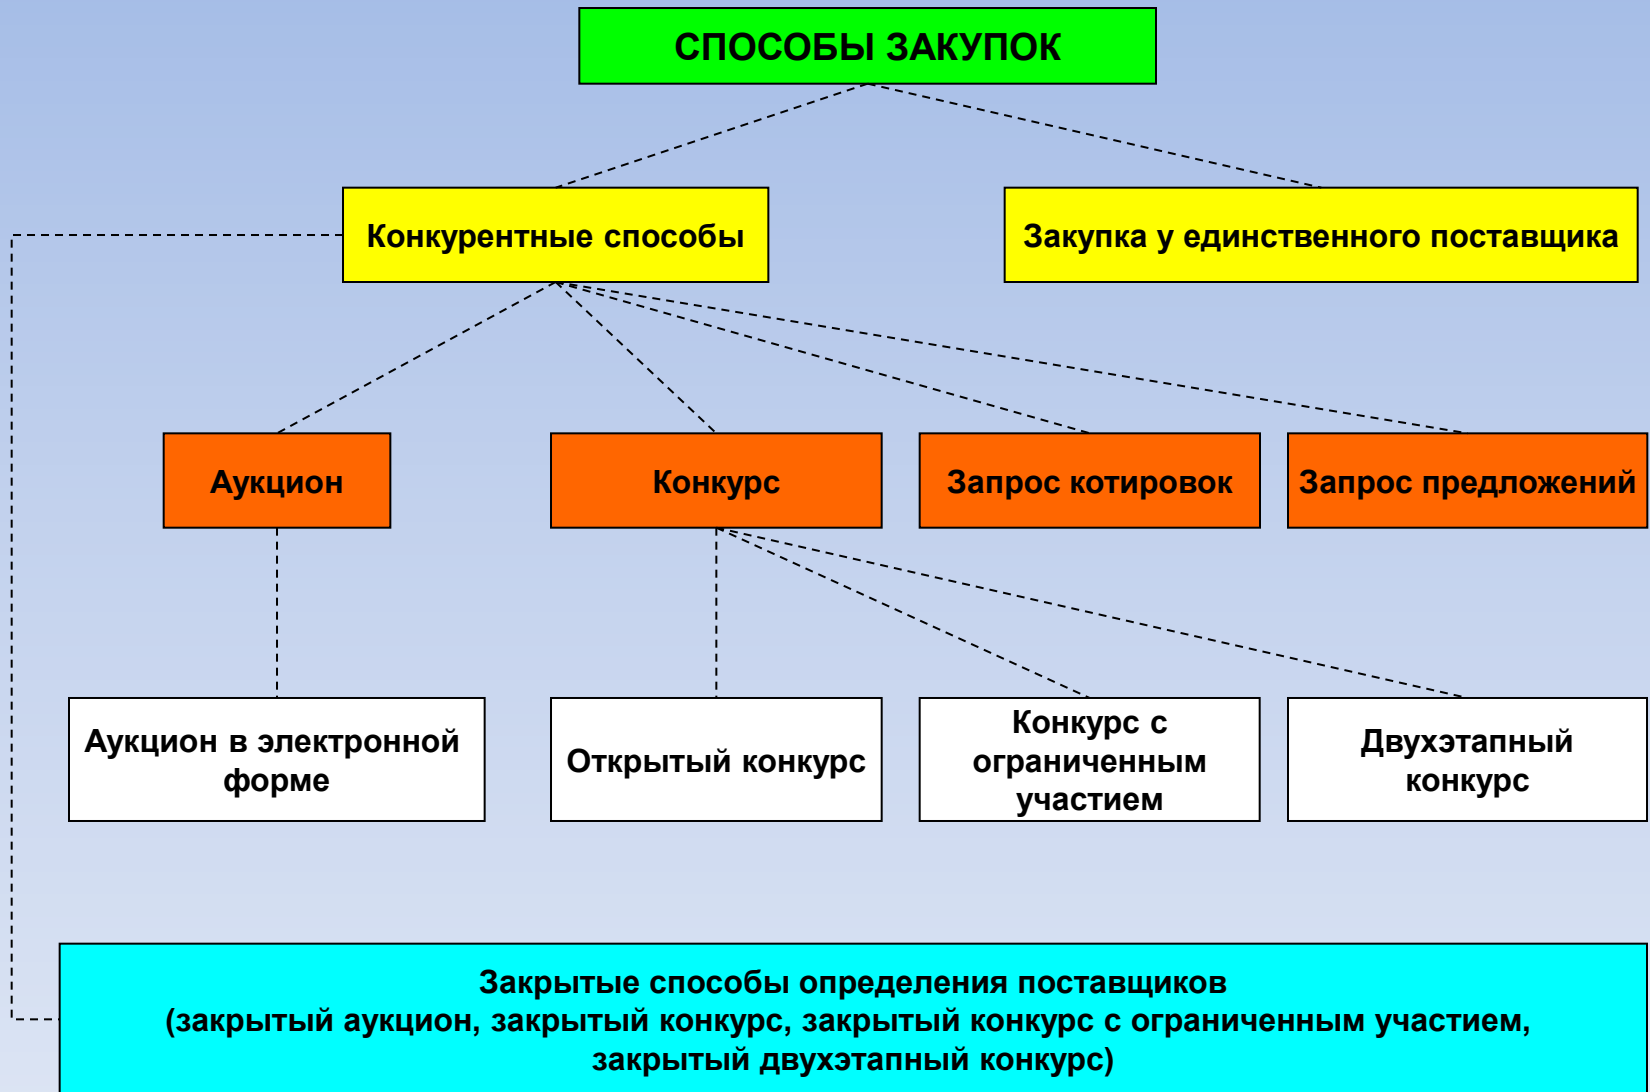 СПОСОБЫ ЗАКУПОК
Конкурентные способы
Закупка у единственного поставщика
Аукцион
Конкурс
Запрос котировок
Запрос предложений
Аукцион в электронной
форме
Открытый конкурс
Конкурс с
ограниченным
участием
Двухэтапный
конкурс
Закрытые способы определения поставщиков
(закрытый аукцион, закрытый конкурс, закрытый конкурс с ограниченным участием,
закрытый двухэтапный конкурс)